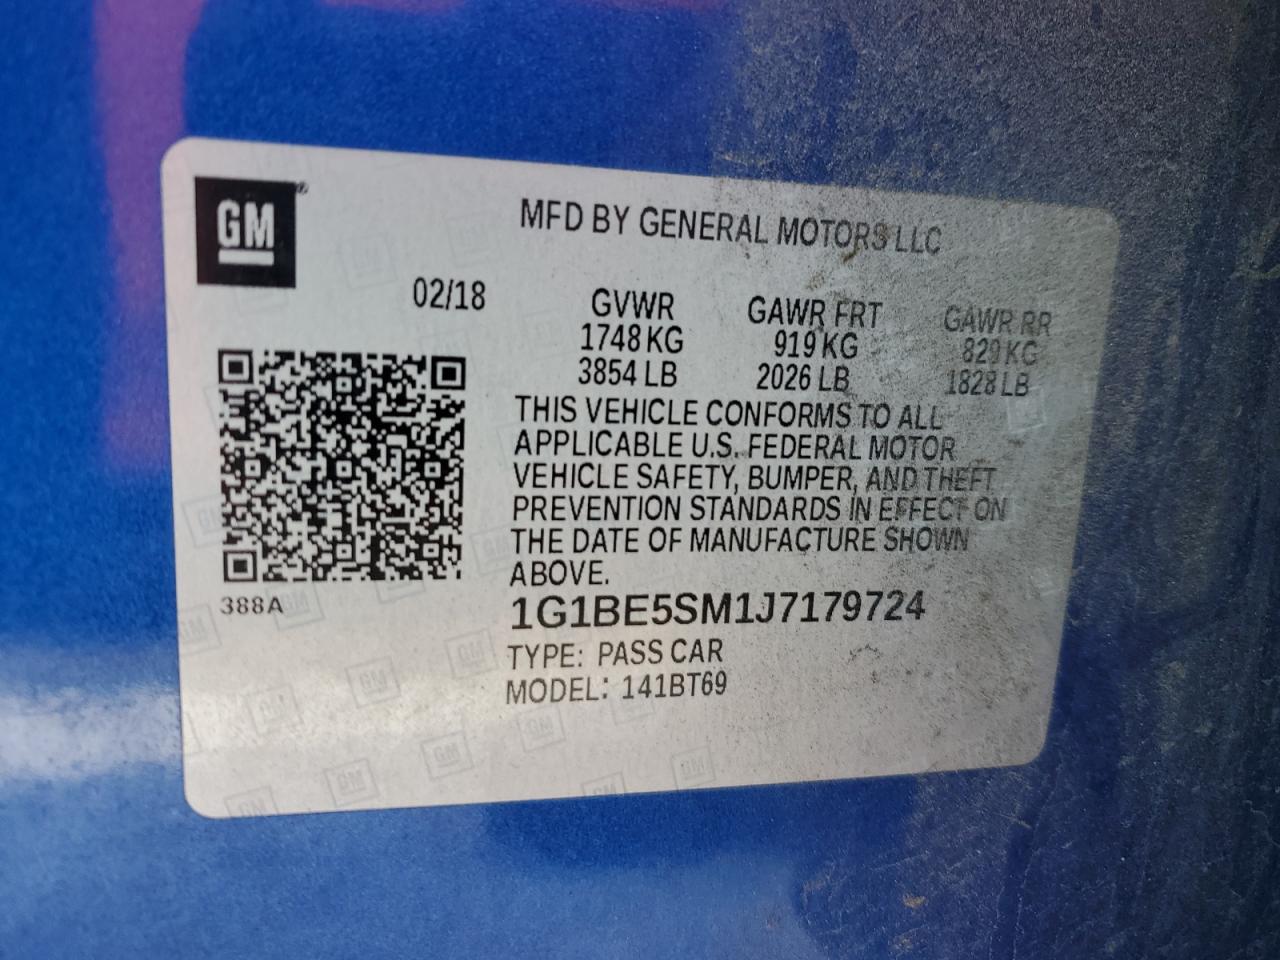 GM®
MFD BY GENERAL MOTORS LLC
02/18
GVWR GAWR FRT GAWR RR
1748 KG 919 KG 829 KG
3854 LB 2026 LB 1828 LB
THIS VEHICLE CONFORMS TO ALL
APPLICABLE U.S. FEDERAL MOTOR
VEHICLE SAFETY, BUMPER, AND THEFT
PREVENTION STANDARDS IN EFFECT ON
THE DATE OF MANUFACTURE SHOWN
ABOVE.
388A
1G1BE5SM1J7179724
TYPE: PASS CAR
MODEL: 141BT69